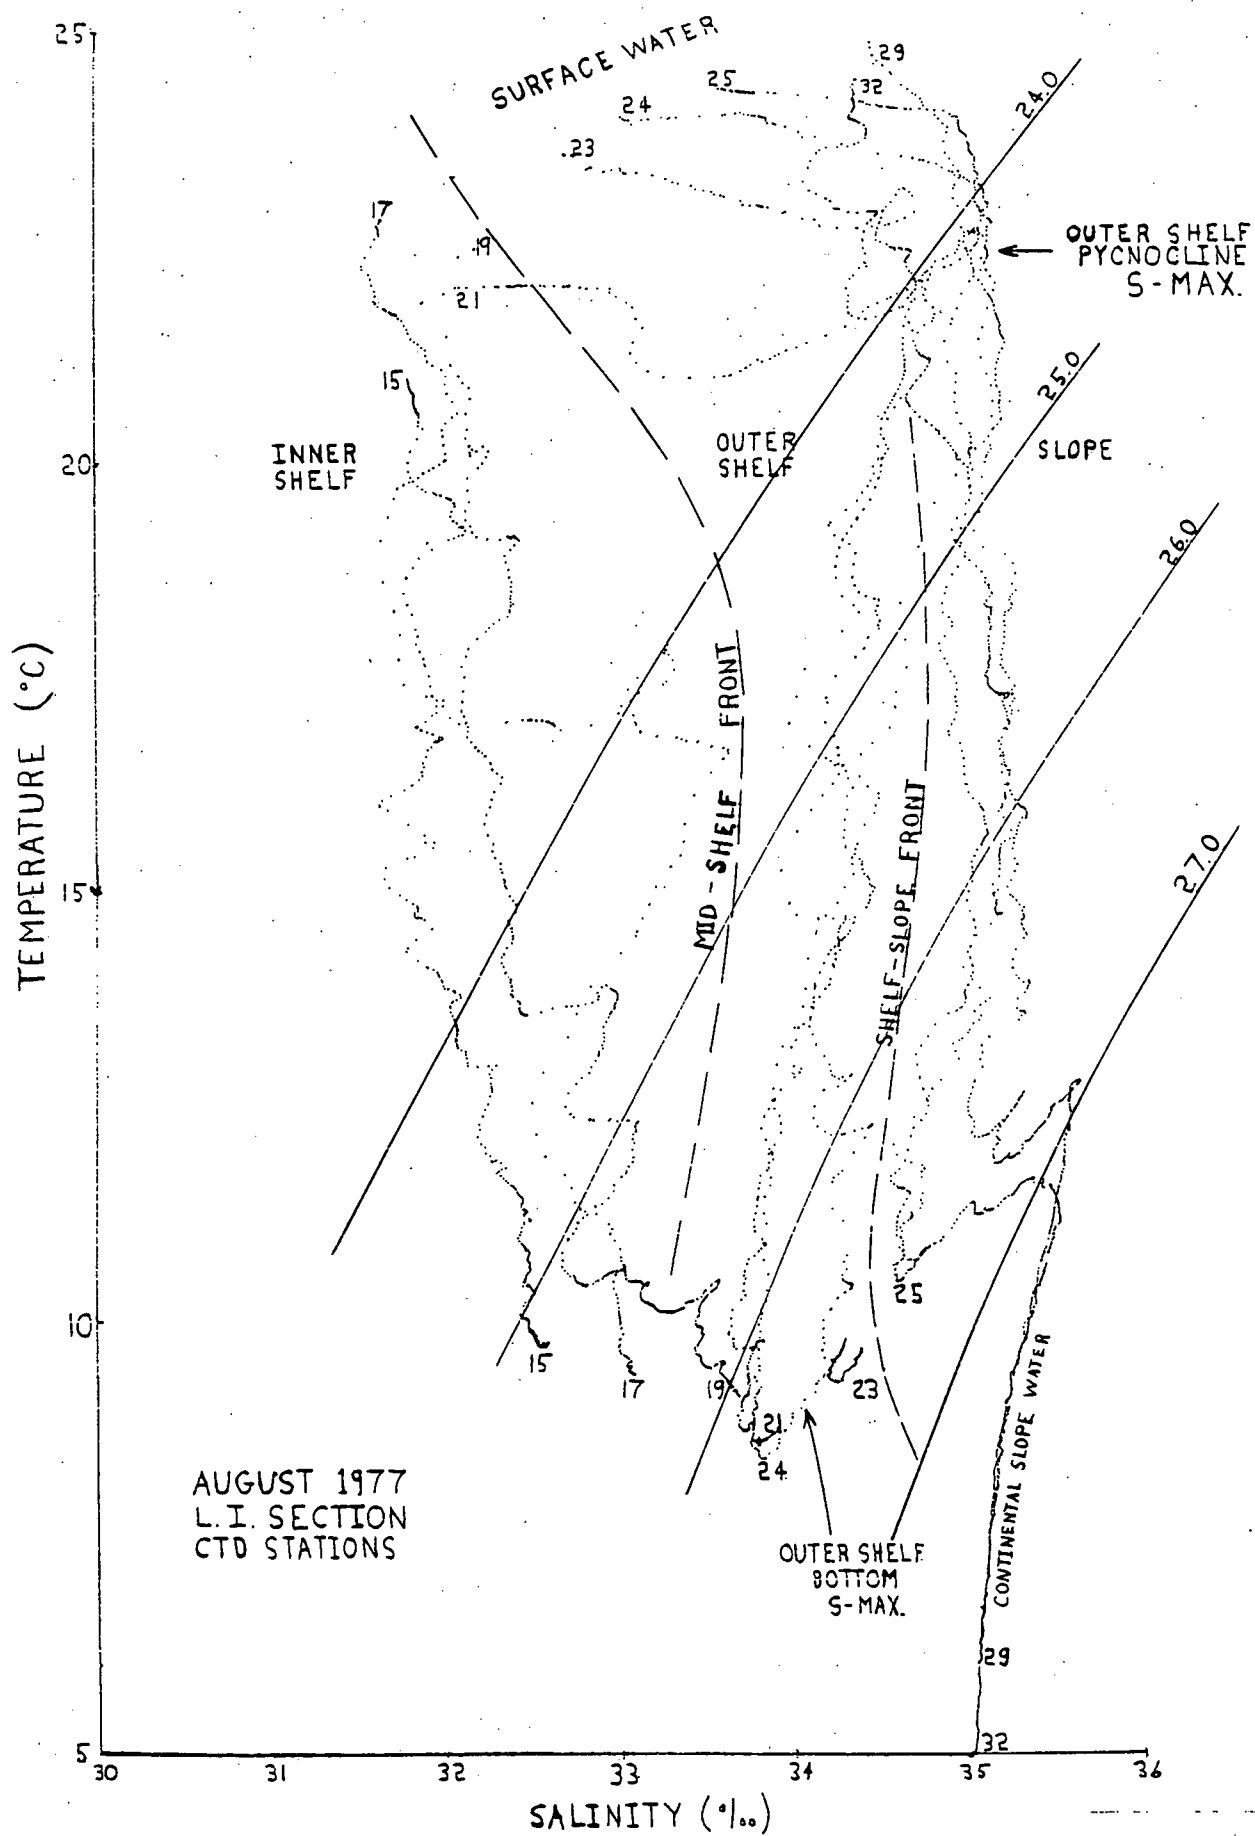 25
SURFACE WATER
29
25
32
24
24.0
.23
17
19
OUTER SHELF
PYCNOCLINE
S-MAX.
21
15
25.0
INNER
SHELF
OUTER
SHELF
SLOPE
20
26.0
TEMPERATURE (°C)
MID-SHELF FRONT
SHELF-SLOPE FRONT
27.0
15
25
10
15
17
19
23
21
24
CONTINENTAL SLOPE WATER
AUGUST 1977
L.I. SECTION
CTD STATIONS
OUTER SHELF
BOTTOM
S-MAX.
29
32
5
30 31 32 33 34 35 36
SALINITY (°/oo)